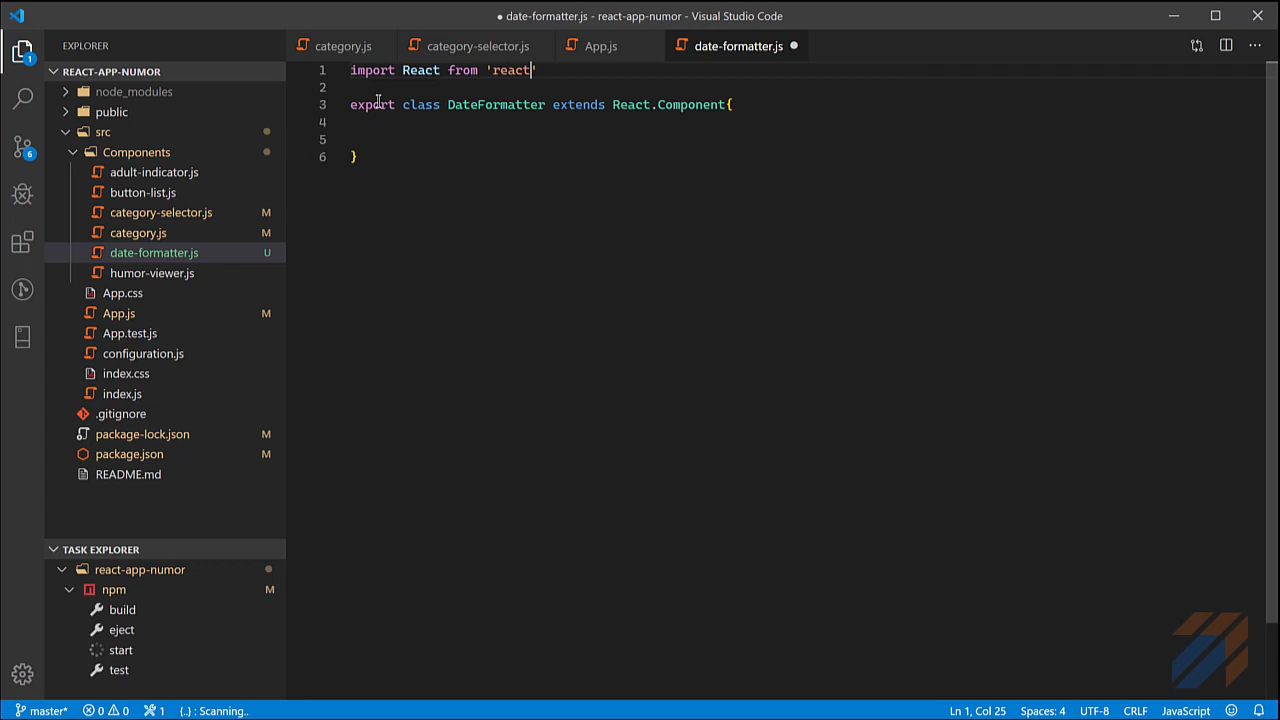 ● date-formatter.js - react-app-numor - Visual Studio Code
EXPLORER
category.js
category-selector.js
App.js
date-formatter.js ●
REACT-APP-NUMOR
node_modules
public
src
Components
adult-indicator.js
button-list.js
category-selector.js M
category.js M
date-formatter.js U
humor-viewer.js
App.css
App.js M
App.test.js
configuration.js
index.css
index.js
.gitignore
package-lock.json M
package.json M
README.md
TASK EXPLORER
react-app-numor
npm M
build
eject
start
test
1
6
1 import React from 'react'
2
3 export class DateFormatter extends React.Component{
4
5
6 }
master* 0 0 1 {..} : Scanning.. Ln 1, Col 25 Spaces: 4 UTF-8 CRLF JavaScript